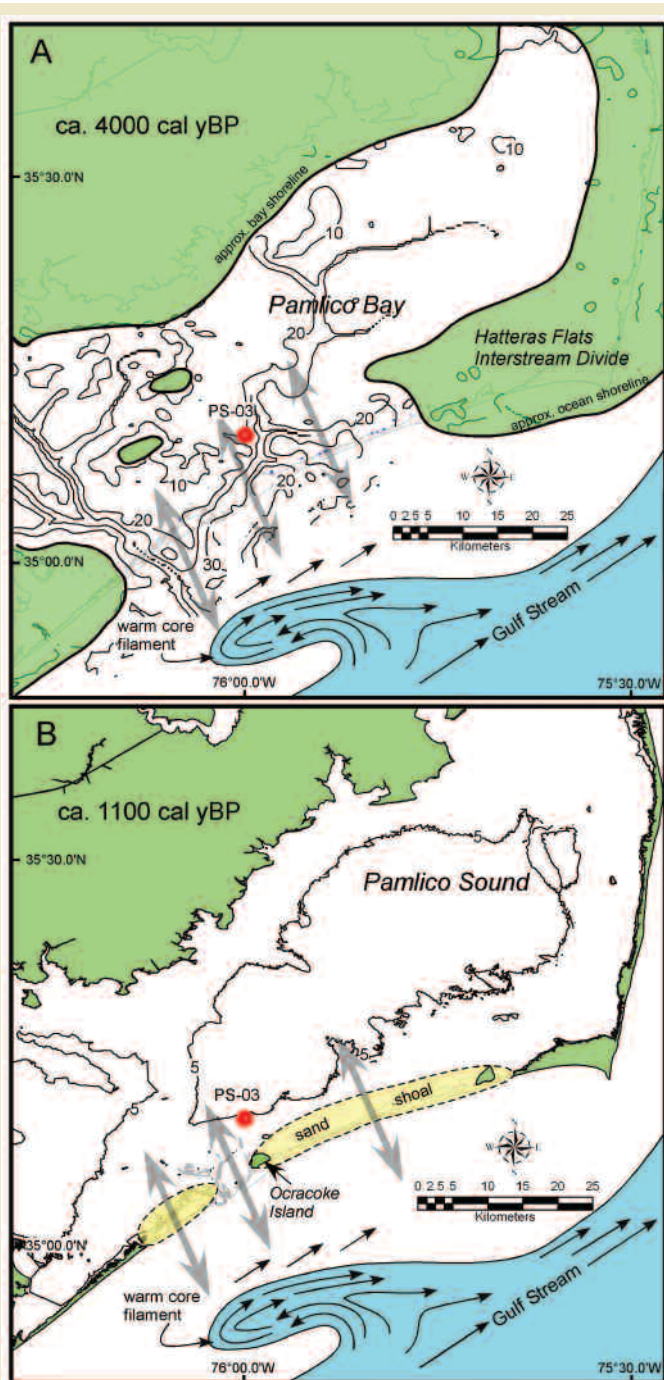 A
ca. 4000 cal yBP
10
35°30.0'N
approx. bay shoreline
10
Pamlico Bay
20
Hatteras Flats
Interstream Divide
PS-03
20
approx. ocean shoreline
10
20
N
W E
S
20
30
0 2.5 5 10 15 20 25
Kilometers
35°00.0'N
warm core
filament
Gulf Stream
76°00.0'W
75°30.0'W
B
ca. 1100 cal yBP
5
35°30.0'N
Pamlico Sound
5
5
5
PS-03
shoal
sand
N
W E
S
Ocracoke
Island
0 2.5 5 10 15 20 25
Kilometers
35°00.0'N
warm core
filament
Gulf Stream
76°00.0'W
75°30.0'W